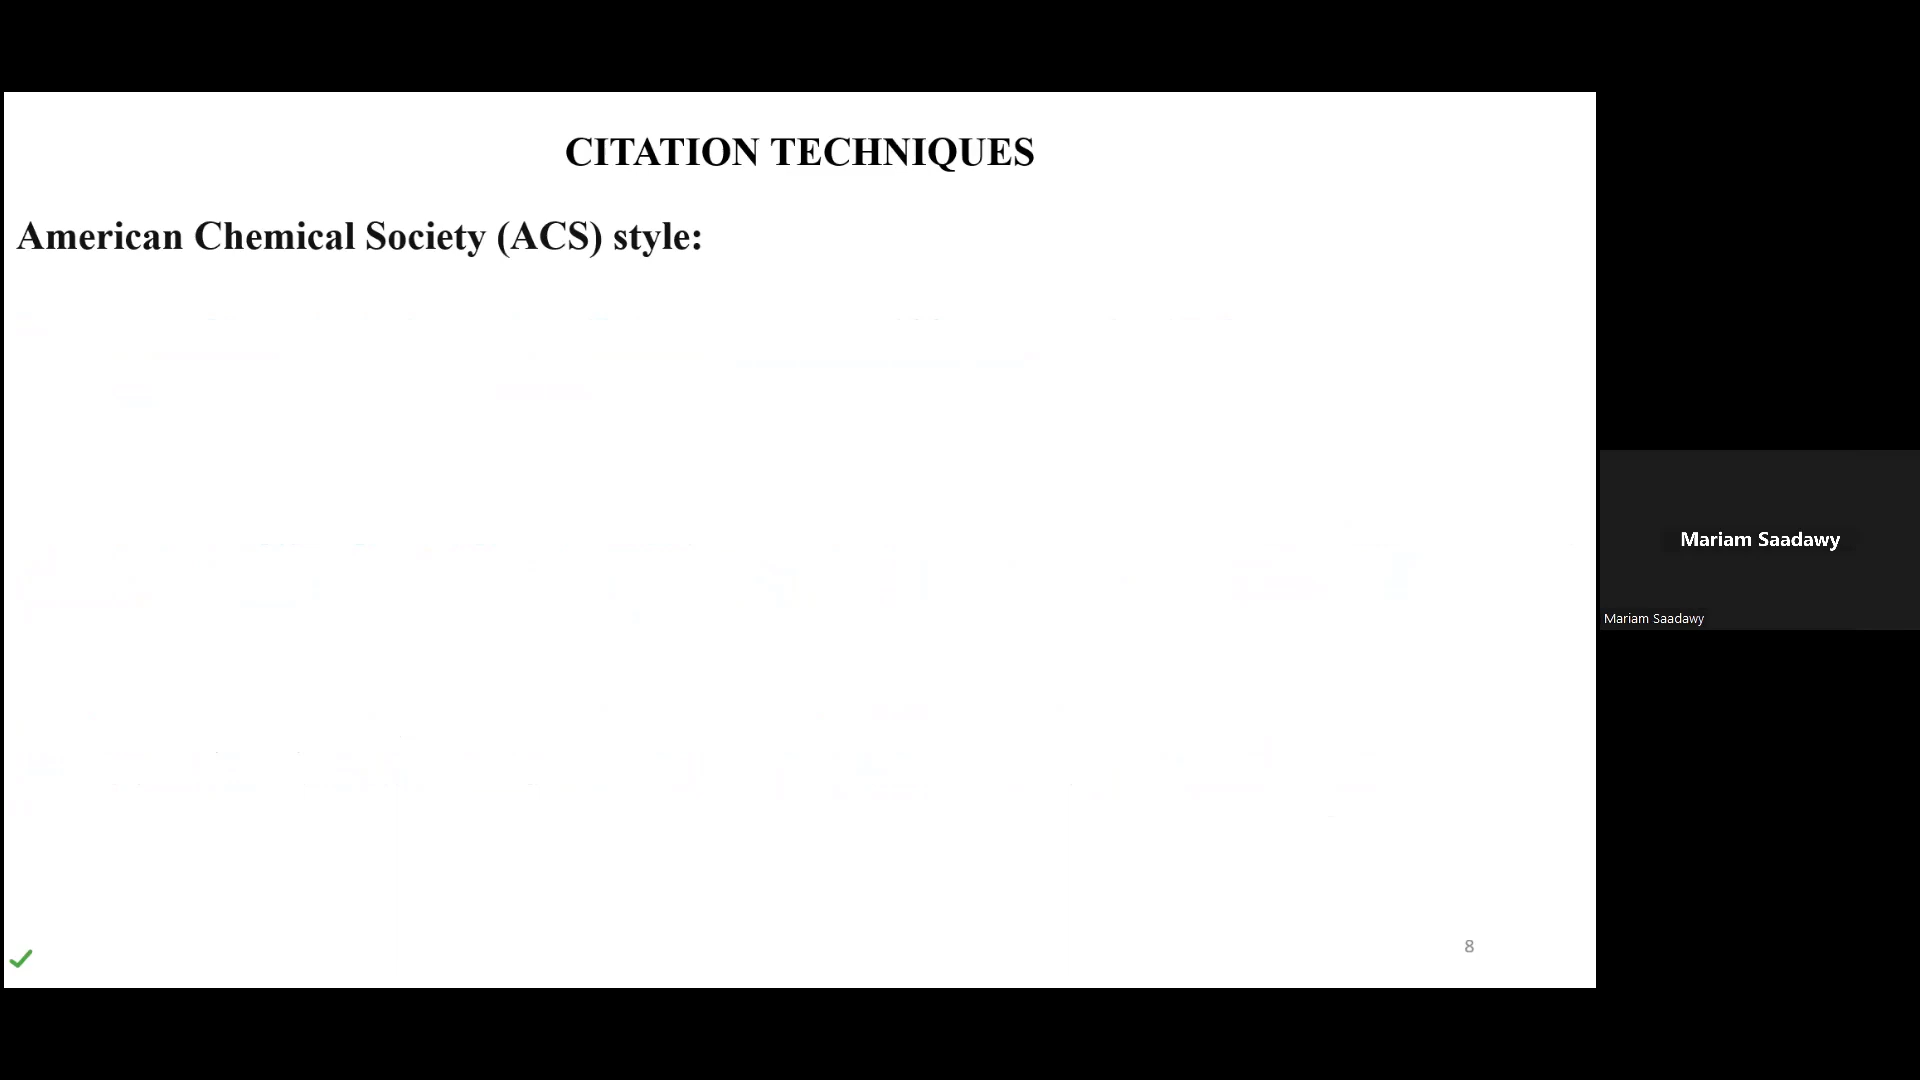 CITATION TECHNIQUES
American Chemical Society (ACS) style:
Mariam Saadawy
Mariam Saadawy
8